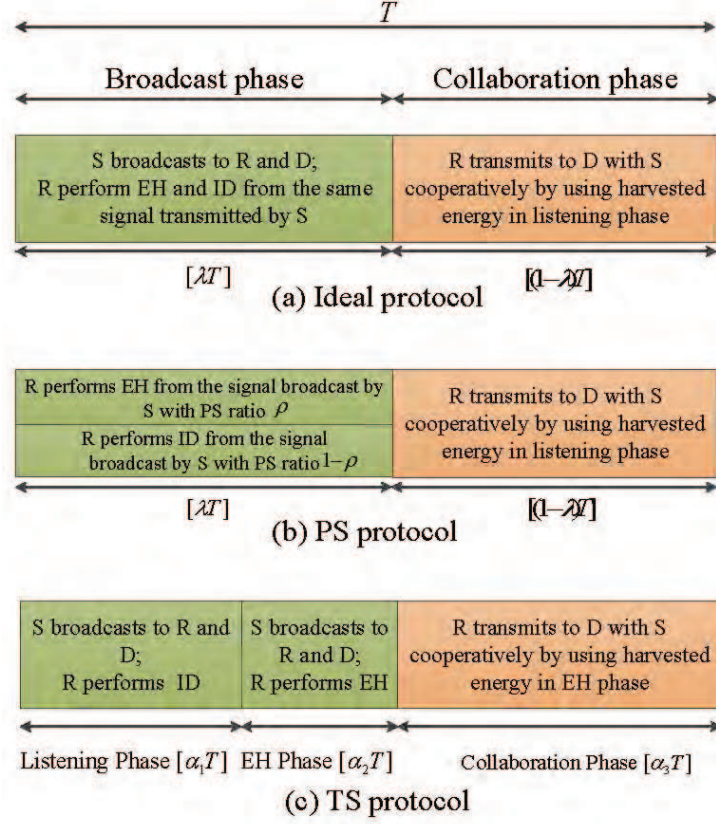 T
Broadcast phase
Collaboration phase
S broadcasts to R and D;
R perform EH and ID from the same
signal transmitted by S
R transmits to D with S
cooperatively by using harvested
energy in listening phase
[λT]
[(1−λ)T]
(a) Ideal protocol
R performs EH from the signal broadcast by
S with PS ratio ρ
R performs ID from the signal
broadcast by S with PS ratio 1−ρ
R transmits to D with S
cooperatively by using harvested
energy in listening phase
[λT]
[(1−λ)T]
(b) PS protocol
S broadcasts to R and
D;
R performs ID
S broadcasts to
R and D;
R performs EH
R transmits to D with S
cooperatively by using harvested
energy in EH phase
Listening Phase [α₁T]
EH Phase [α₂T]
Collaboration Phase [α₃T]
(c) TS protocol